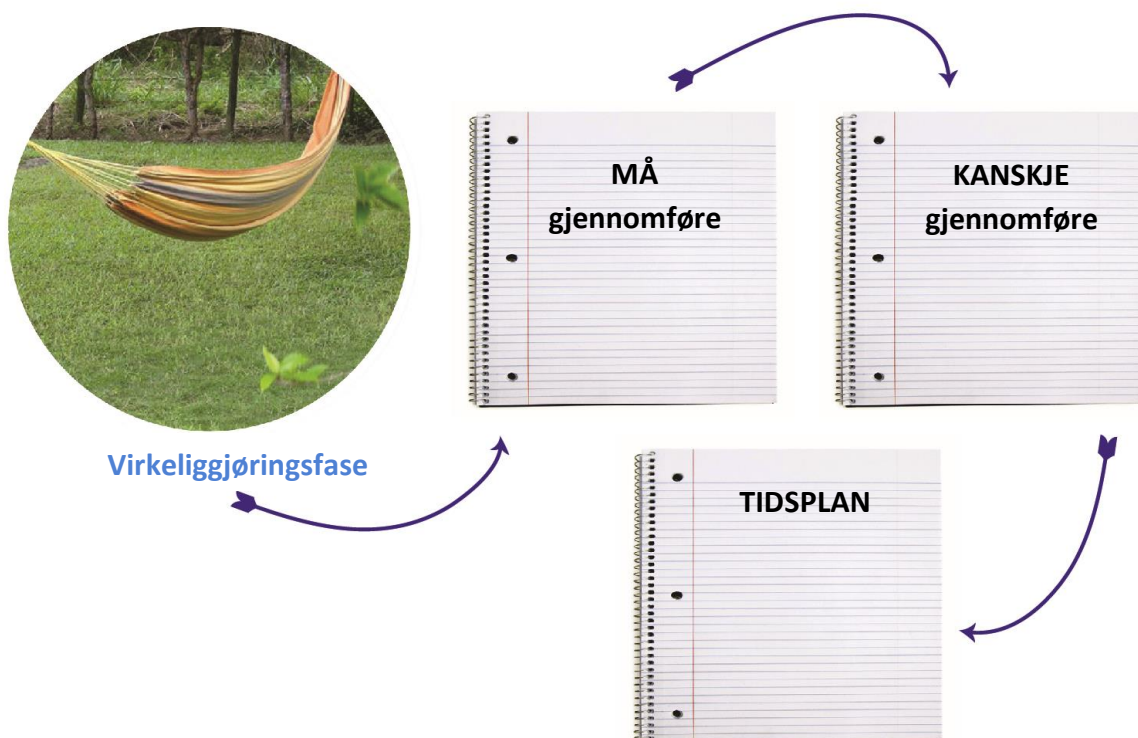 MÅ
gjennomføre
KANSKJE
gjennomføre
Virkeliggjøringsfase
TIDSPLAN